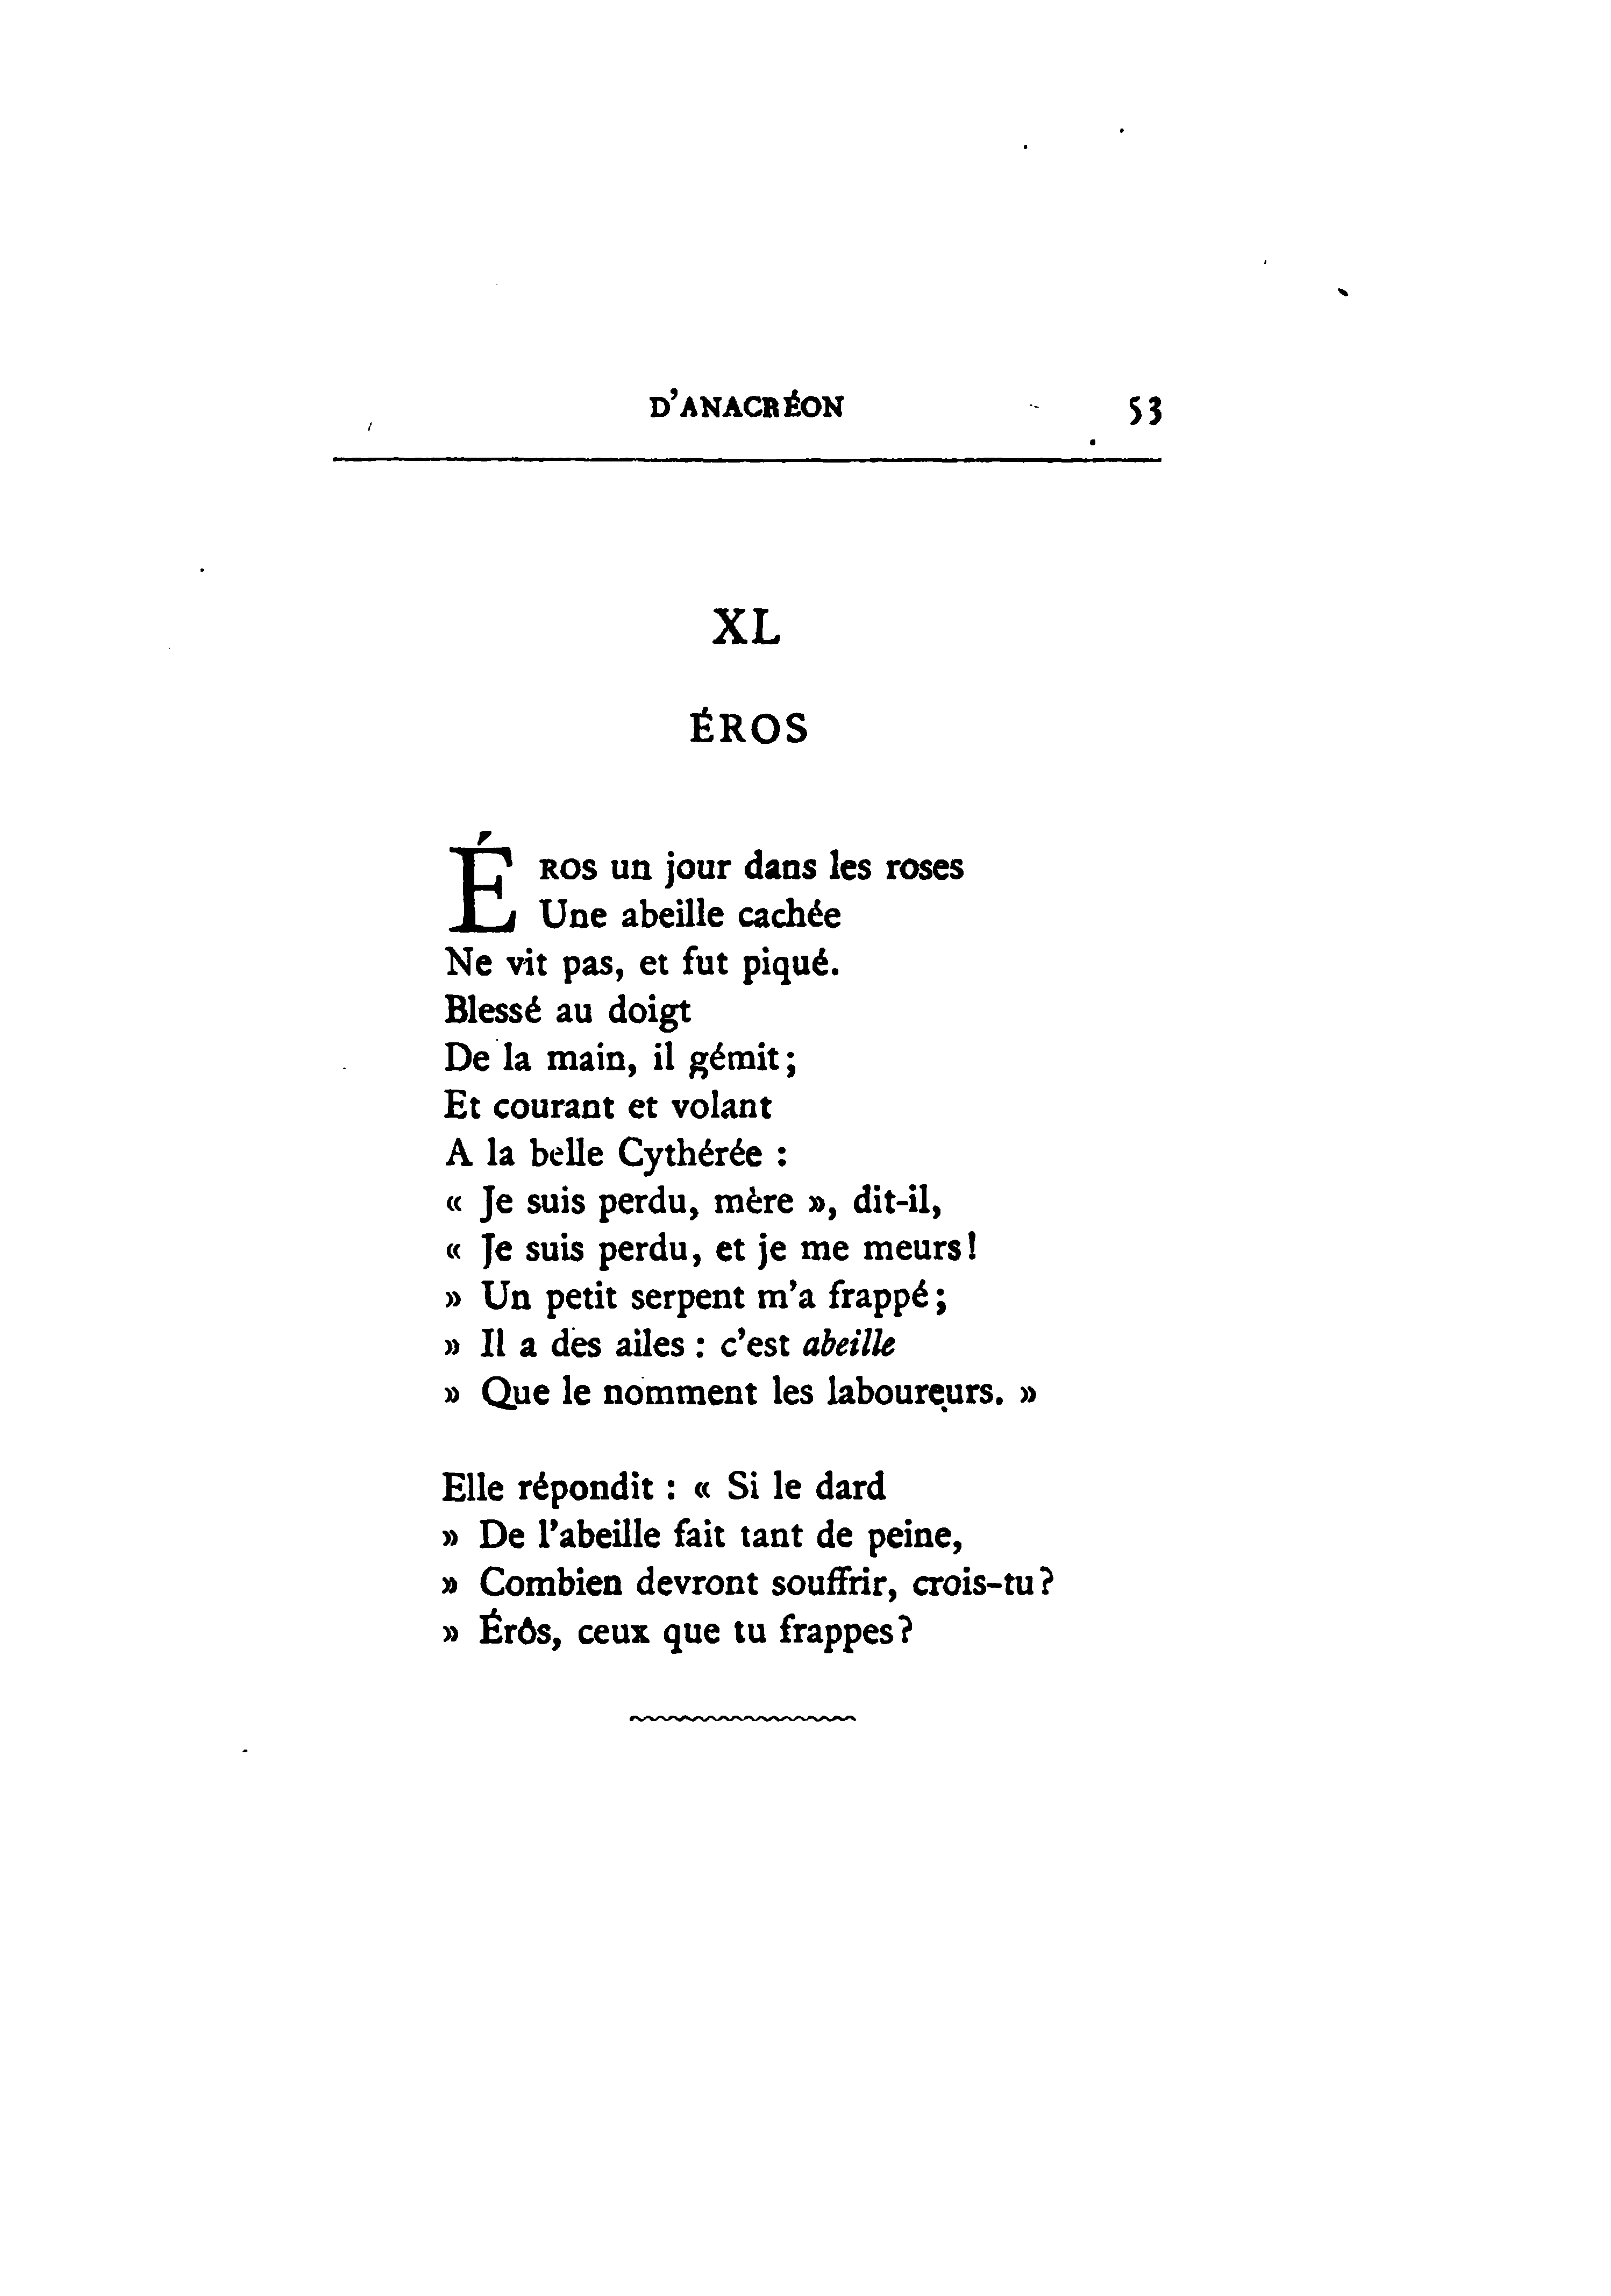 D'ANACRÉON 53
XL
ÉROS
ÉROS un jour dans les roses
Une abeille cachée
Ne vit pas, et fut piqué.
Blessé au doigt
De la main, il gémit;
Et courant et volant
A la belle Cythérée :
« Je suis perdu, mère », dit-il,
« Je suis perdu, et je me meurs!
» Un petit serpent m'a frappé;
» Il a des ailes : c'est abeille
» Que le nomment les laboureurs. »
Elle répondit : « Si le dard
» De l'abeille fait tant de peine,
» Combien devront souffrir, crois-tu?
» Érôs, ceux que tu frappes?